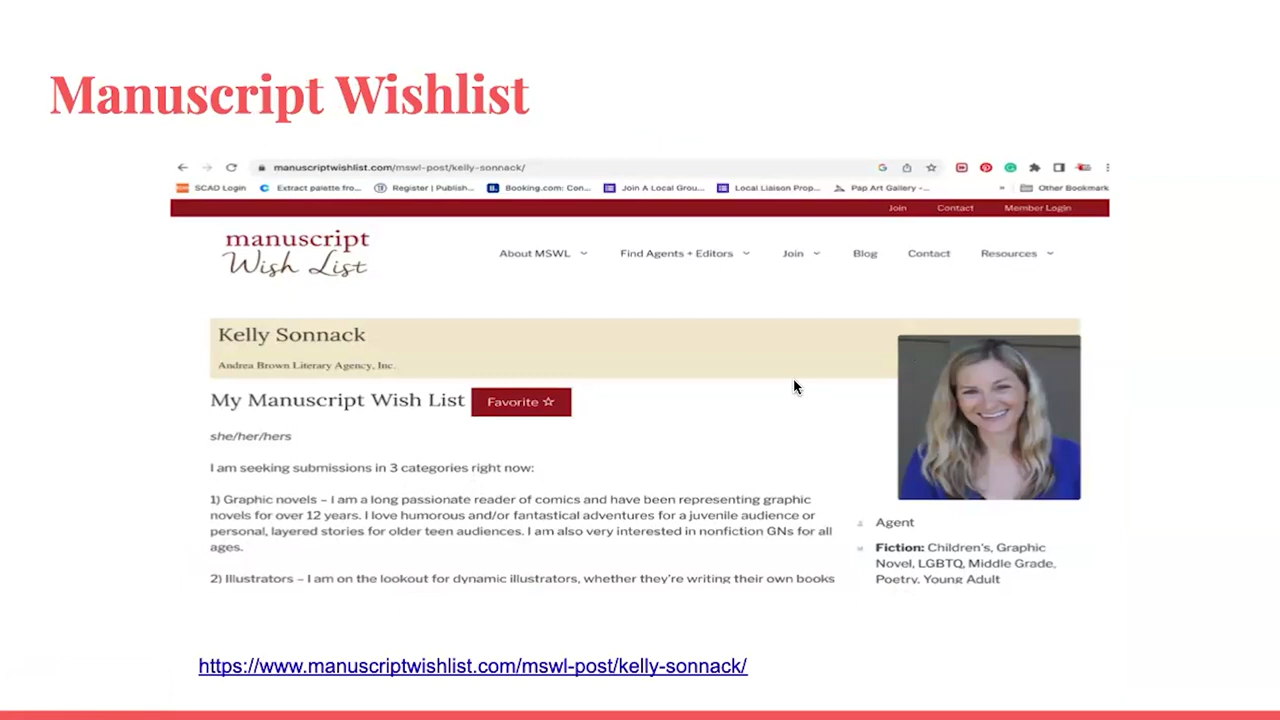 Manuscript Wishlist
manuscriptwishlist.com/mswl-post/kelly-sonnack/
SCAD Login
Extract palette fro...
Register | Publish...
Booking.com: Con...
Join A Local Grou...
Local Liaison Prop...
Pap Art Gallery -...
»
Other Bookmark
Join
Contact
Member Login
manuscript
Wish List
About MSWL
Find Agents + Editors
Join
Blog
Contact
Resources
Kelly Sonnack
Andrea Brown Literary Agency, Inc.
My Manuscript Wish List
Favorite ☆
she/her/hers
I am seeking submissions in 3 categories right now:
1) Graphic novels – I am a long passionate reader of comics and have been representing graphic
novels for over 12 years. I love humorous and/or fantastical adventures for a juvenile audience or
personal, layered stories for older teen audiences. I am also very interested in nonfiction GNs for all
ages.
2) Illustrators – I am on the lookout for dynamic illustrators, whether they're writing their own books
Agent
Fiction: Children's, Graphic
Novel, LGBTQ, Middle Grade,
Poetry, Young Adult
https://www.manuscriptwishlist.com/mswl-post/kelly-sonnack/